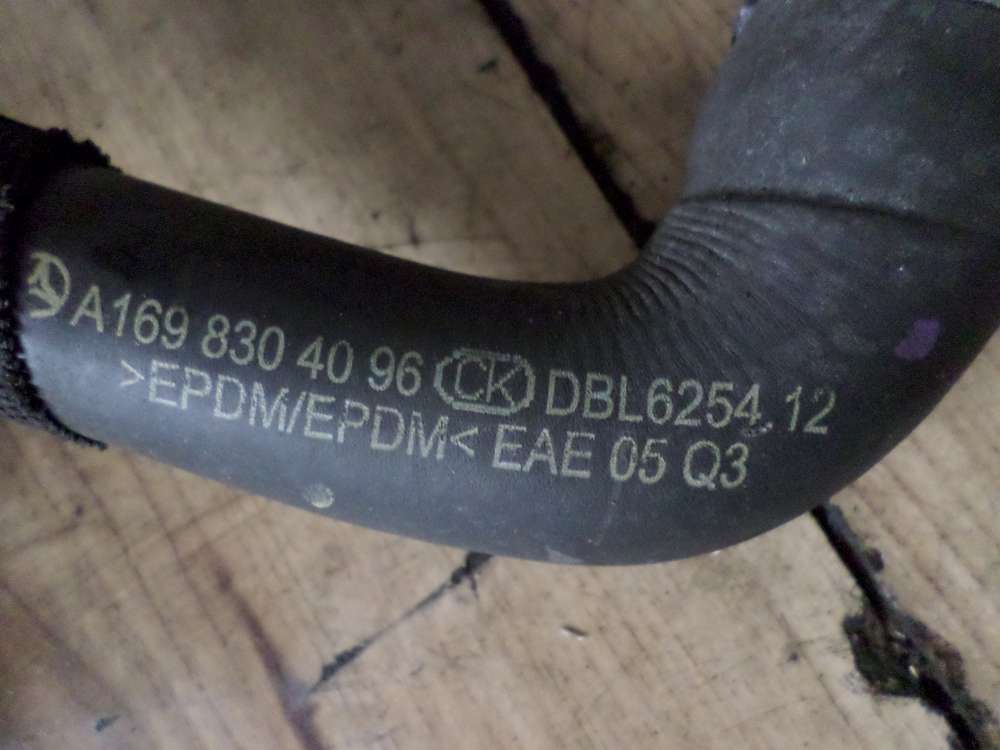 A169 830 40 96 CK DBL6254.12
>EPDM/EPDM< EAE 05 Q3